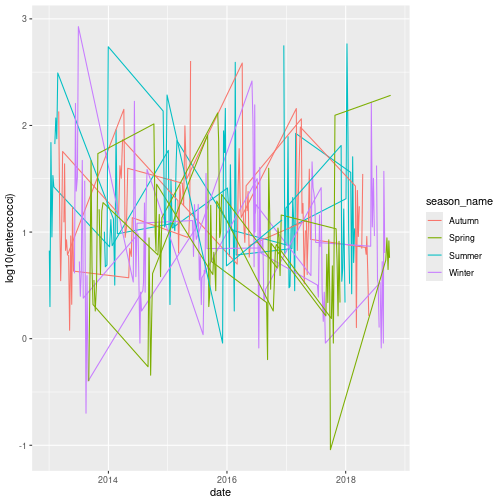 3
2
1
0
-1
log10(enterococci)
2014
2016
2018
date
season_name
Autumn
Spring
Summer
Winter